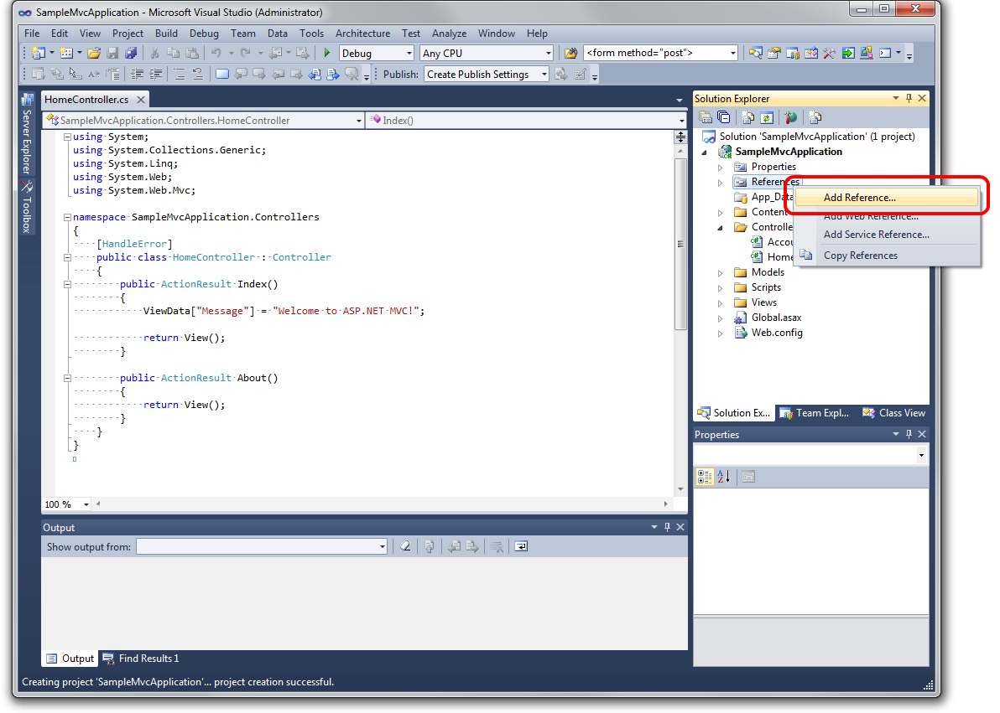 SampleMvcApplication - Microsoft Visual Studio (Administrator)
File Edit View Project Build Debug Team Data Tools Architecture Test Analyze Window Help
Debug Any CPU <form method="post">
Publish: Create Publish Settings
Server Explorer
Toolbox
HomeController.cs
SampleMvcApplication.Controllers.HomeController Index()
using System;
using System.Collections.Generic;
using System.Linq;
using System.Web;
using System.Web.Mvc;
namespace SampleMvcApplication.Controllers
{
[HandleError]
public class HomeController : Controller
{
public ActionResult Index()
{
ViewData["Message"] = "Welcome to ASP.NET MVC!";
return View();
}
public ActionResult About()
{
return View();
}
}
}
100 %
Output
Show output from:
Output Find Results 1
Solution Explorer
Solution 'SampleMvcApplication' (1 project)
SampleMvcApplication
Properties
References
App_Data
Content
Controlle
Accou
Home
Models
Scripts
Views
Global.asax
Web.config
Add Reference...
Add Web Reference...
Add Service Reference...
Copy References
Solution Ex... Team Expl... Class View
Properties
Creating project 'SampleMvcApplication'... project creation successful.